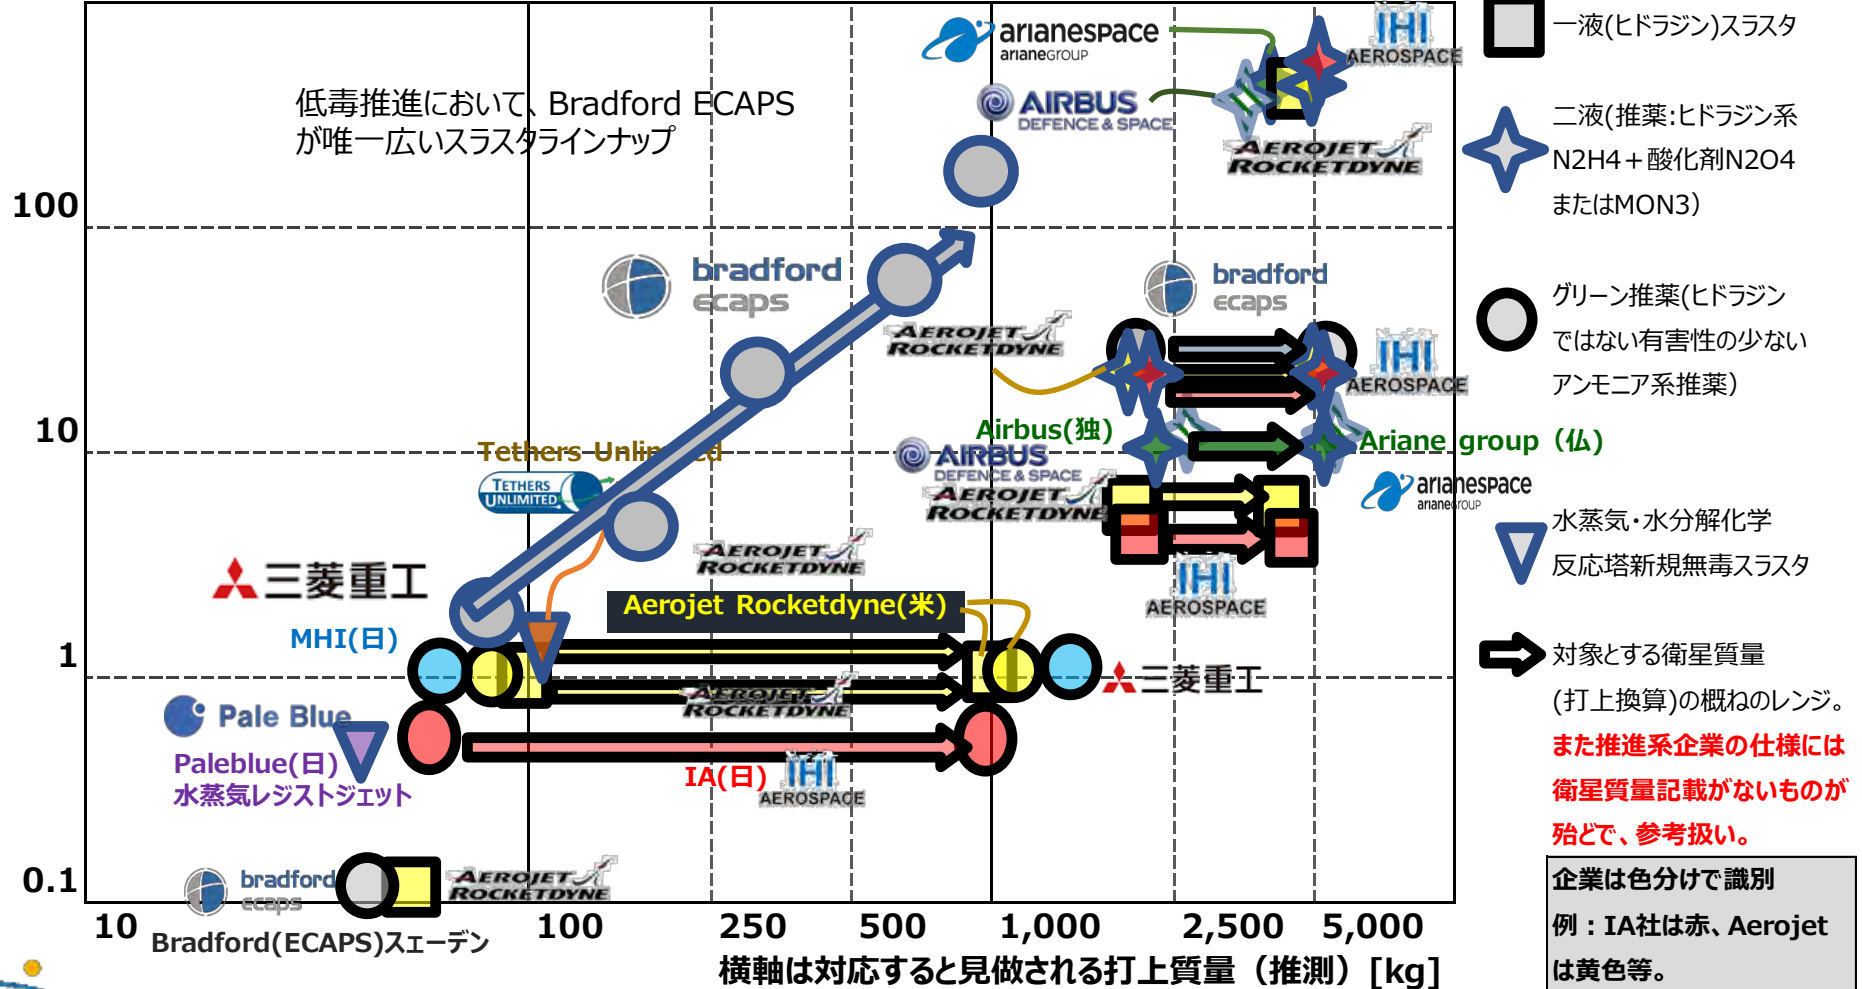 低毒推進において、Bradford ECAPS
が唯一広いスラスタラインナップ
arianespace
arianeGROUP
AIRBUS
DEFENCE & SPACE
IHI
AEROSPACE
AEROJET
ROCKETDYNE
一液(ヒドラジン)スラスタ
二液(推薬:ヒドラジン系
N2H4＋酸化剤N2O4
またはMON3）
グリーン推薬(ヒドラジン
ではない有害性の少ない
アンモニア系推薬）
水蒸気・水分解化学
反応塔新規無毒スラスタ
対象とする衛星質量
(打上換算)の概ねのレンジ。
また推進系企業の仕様には
衛星質量記載がないものが
殆どで、参考扱い。
企業は色分けで識別
例：IA社は赤、Aerojet
は黄色等。
100
10
1
0.1
bradford
ecaps
bradford
ecaps
AEROJET
ROCKETDYNE
IHI
AEROSPACE
Airbus(独)
AIRBUS
DEFENCE & SPACE
AEROJET
ROCKETDYNE
Ariane group（仏)
arianespace
arianeGROUP
Tethers Unlimited
TETHERS
UNLIMITED
AEROJET
ROCKETDYNE
IHI
AEROSPACE
三菱重工
MHI(日)
Aerojet Rocketdyne(米)
三菱重工
AEROJET
ROCKETDYNE
Pale Blue
Paleblue(日)
水蒸気レジストジェット
IA(日)
IHI
AEROSPACE
bradford
ecaps
AEROJET
ROCKETDYNE
10
100
250
500
1,000
2,500
5,000
Bradford(ECAPS)スェーデン
横軸は対応すると見做される打上質量（推測）[kg]